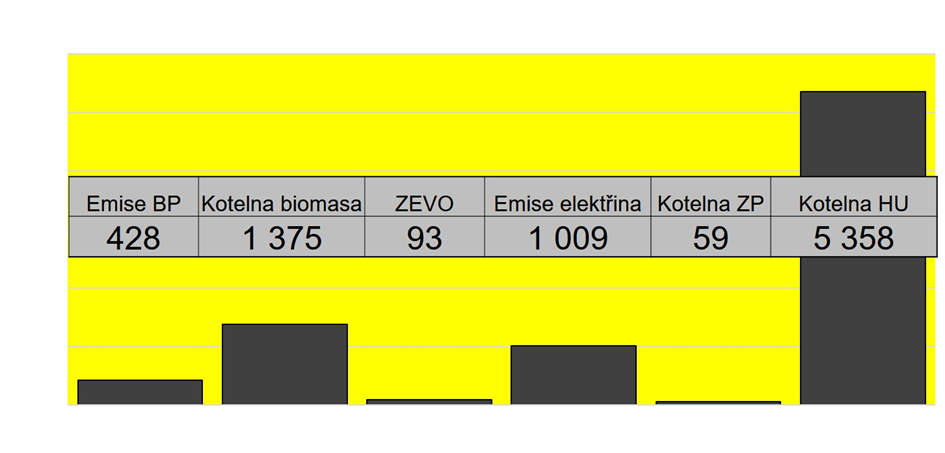 Emise BP Kotelna biomasa ZEVO Emise elektřina Kotelna ZP Kotelna HU
428 1 375 93 1 009 59 5 358